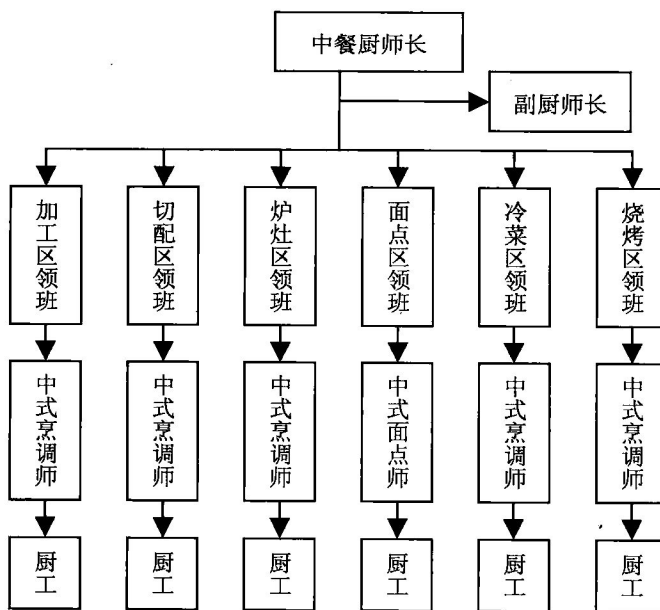 中餐厨师长
副厨师长
加工区领班
切配区领班
炉灶区领班
面点区领班
冷菜区领班
烧烤区领班
中式烹调师
中式烹调师
中式烹调师
中式面点师
中式烹调师
中式烹调师
厨工
厨工
厨工
厨工
厨工
厨工